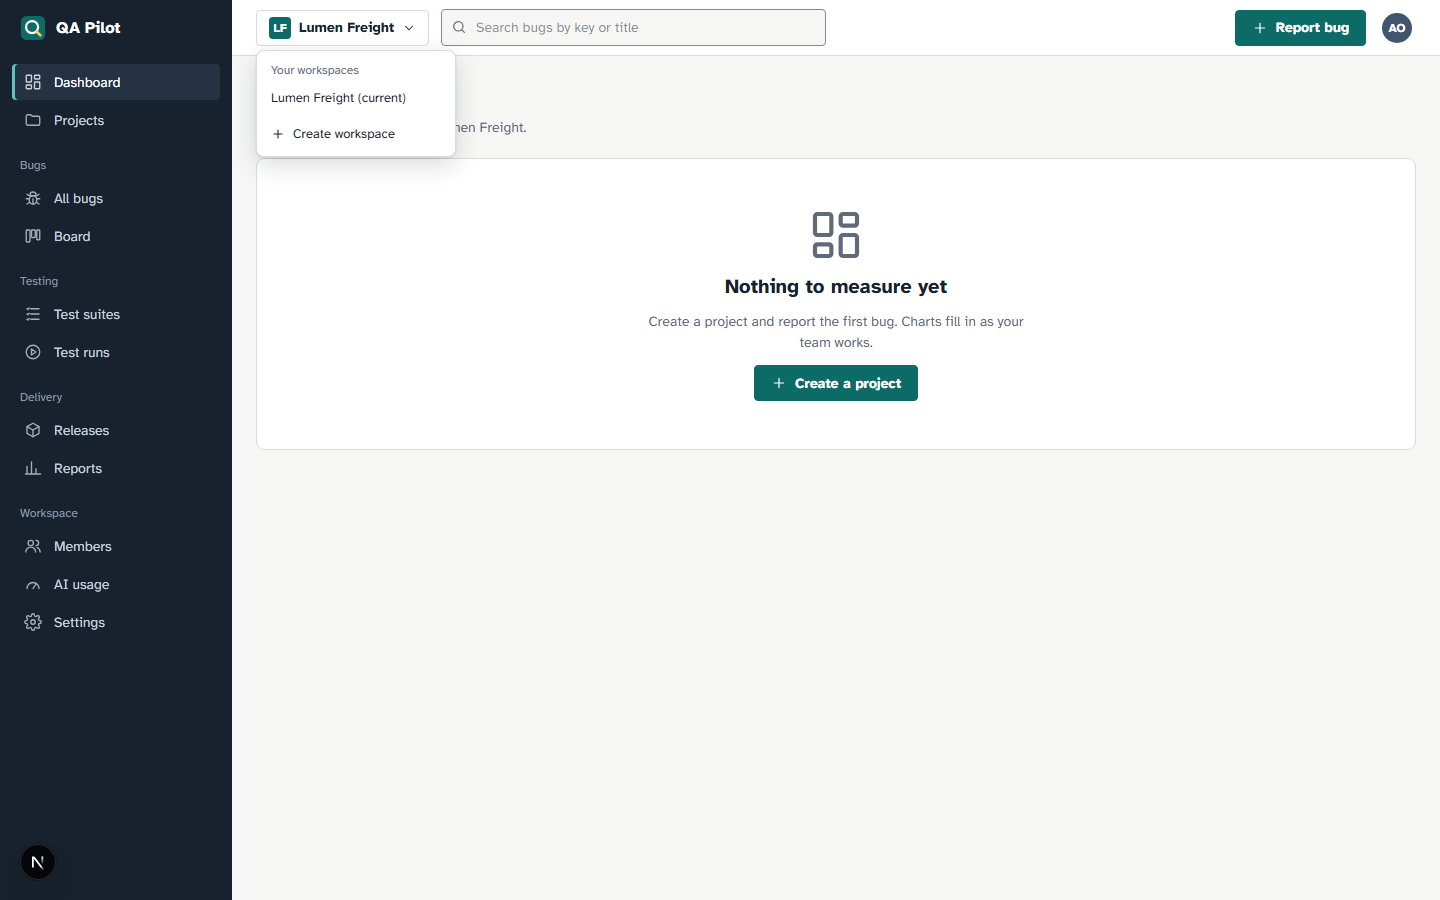 QA Pilot
Dashboard
Projects
Bugs
All bugs
Board
Testing
Test suites
Test runs
Delivery
Releases
Reports
Workspace
Members
AI usage
Settings
N
LF Lumen Freight
Search bugs by key or title
Report bug
AO
Your workspaces
Lumen Freight (current)
Create workspace
Freight.
Nothing to measure yet
Create a project and report the first bug. Charts fill in as your
team works.
Create a project